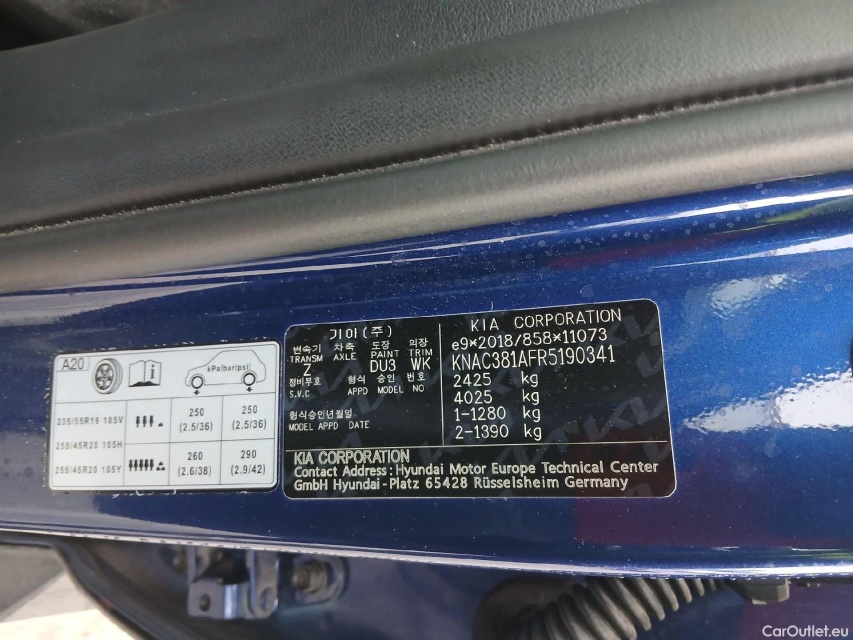 A20
kPa(bar/psi)
235/55R19 105V
255/45R20 105H
255/45R20 105Y
250
(2.5/36)
250
(2.5/36)
260
(2.6/38)
290
(2.9/42)
기아(주)
변속기 차축 도장 의장
TRANSM AXLE PAINT TRIM
Z DU3 WK
정비부호 형식 승인 번호
S.V.C APPD MODEL NO
형식승인년월일
MODEL APP DATE
KIA CORPORATION
e9*2018/858*11073
KNAC381AFR5190341
2425 kg
4025 kg
1-1280 kg
2-1390 kg
KIA CORPORATION
Contact Address : Hyundai Motor Europe Technical Center
GmbH Hyundai-Platz 65428 Rüsselsheim Germany
CarOutlet.eu